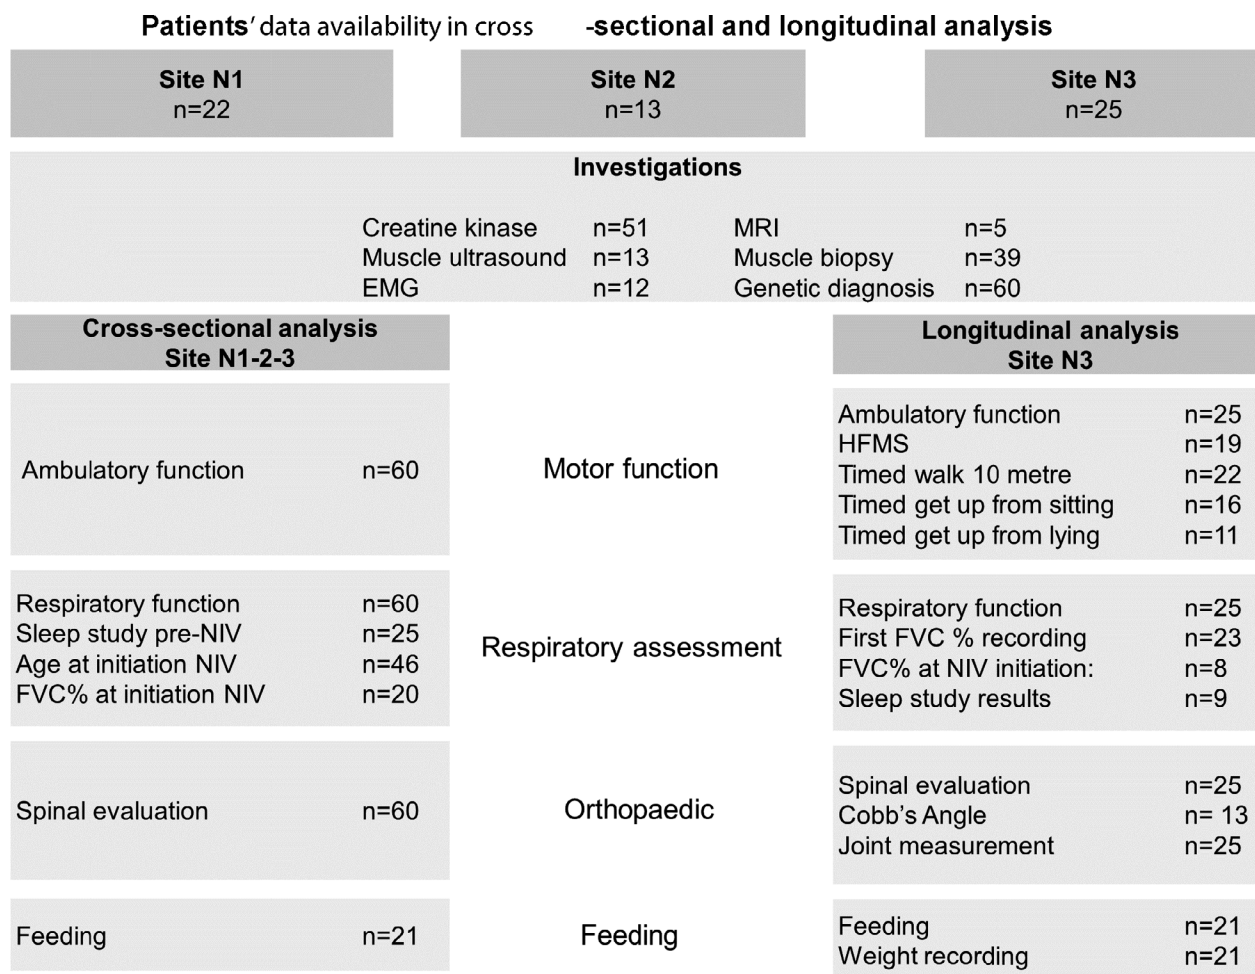 Patients' data availability in cross -sectional and longitudinal analysis
Site N1
n=22
Site N2
n=13
Site N3
n=25
Investigations
Creatine kinase n=51 MRI n=5
Muscle ultrasound n=13 Muscle biopsy n=39
EMG n=12 Genetic diagnosis n=60
Cross-sectional analysis
Site N1-2-3
Longitudinal analysis
Site N3
Ambulatory function n=60
Motor function
Ambulatory function n=25
HFMS n=19
Timed walk 10 metre n=22
Timed get up from sitting n=16
Timed get up from lying n=11
Respiratory function n=60
Sleep study pre-NIV n=25
Age at initiation NIV n=46
FVC% at initiation NIV n=20
Respiratory assessment
Respiratory function n=25
First FVC % recording n=23
FVC% at NIV initiation: n=8
Sleep study results n=9
Spinal evaluation n=60
Orthopaedic
Spinal evaluation n=25
Cobb's Angle n= 13
Joint measurement n=25
Feeding n=21
Feeding
Feeding n=21
Weight recording n=21